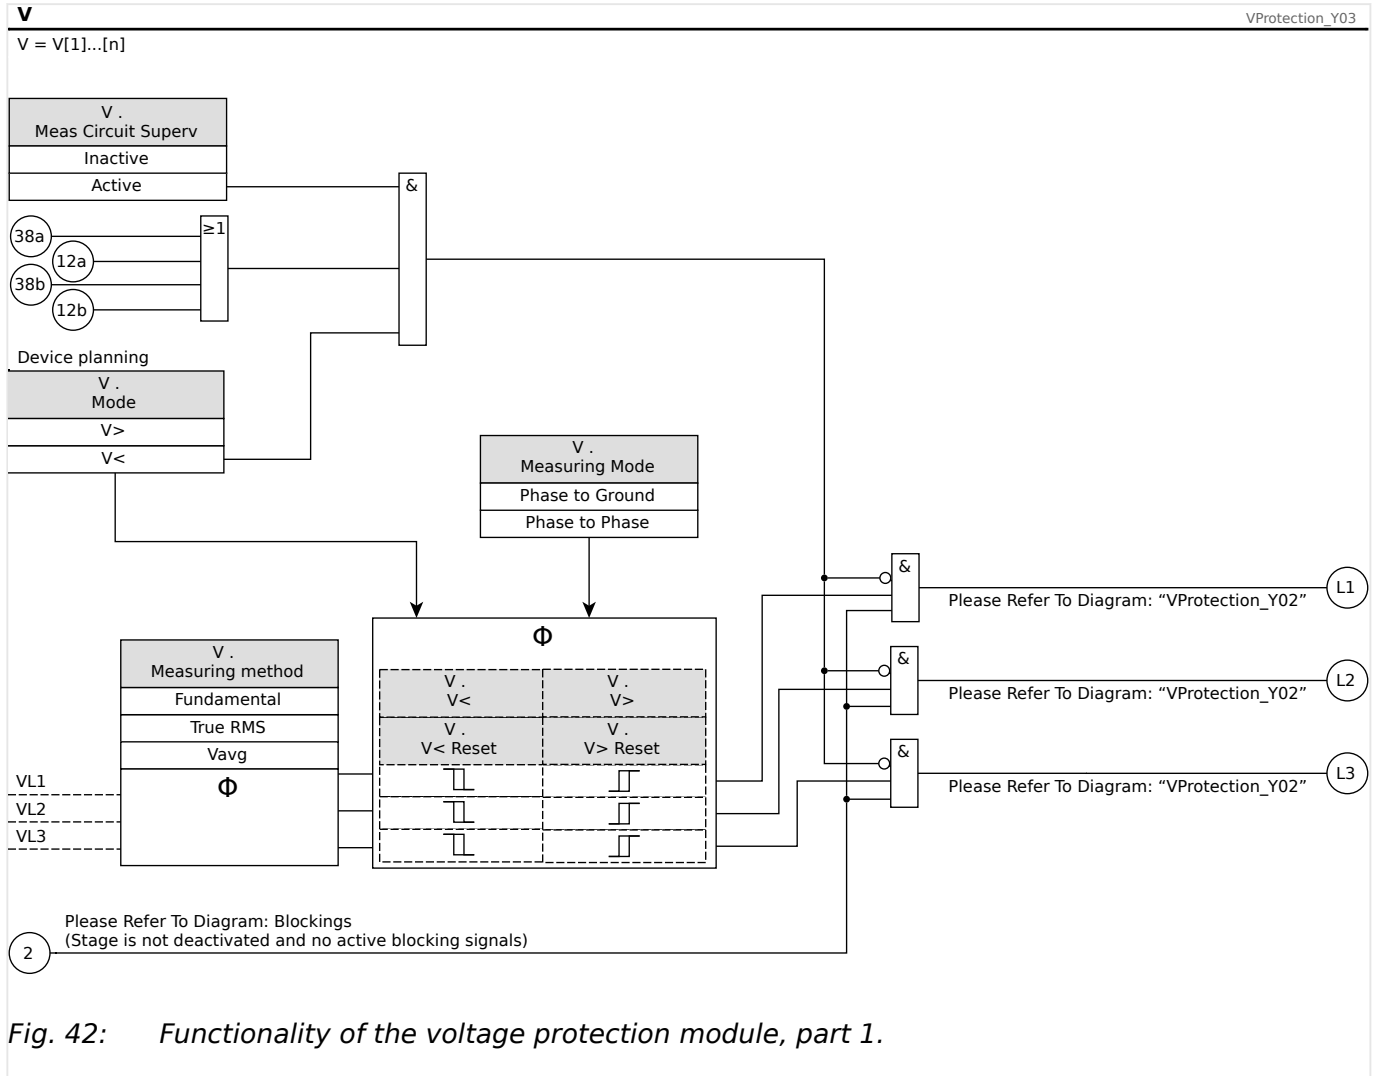 V
VProtection_Y03
V = V[1]...[n]
V .
Meas Circuit Superv
Inactive
Active
&
38a
≥1
12a
38b
12b
Device planning
V .
Mode
V>
V<
V .
Measuring Mode
Phase to Ground
Phase to Phase
&
L1
Please Refer To Diagram: “VProtection_Y02”
Φ
V .
Measuring method
Fundamental
True RMS
Vavg
Φ
V .
V<
V .
V>
V .
V< Reset
V .
V> Reset
&
L2
Please Refer To Diagram: “VProtection_Y02”
&
L3
Please Refer To Diagram: “VProtection_Y02”
VL1
VL2
VL3
Please Refer To Diagram: Blockings
(Stage is not deactivated and no active blocking signals)
2
Fig. 42: Functionality of the voltage protection module, part 1.